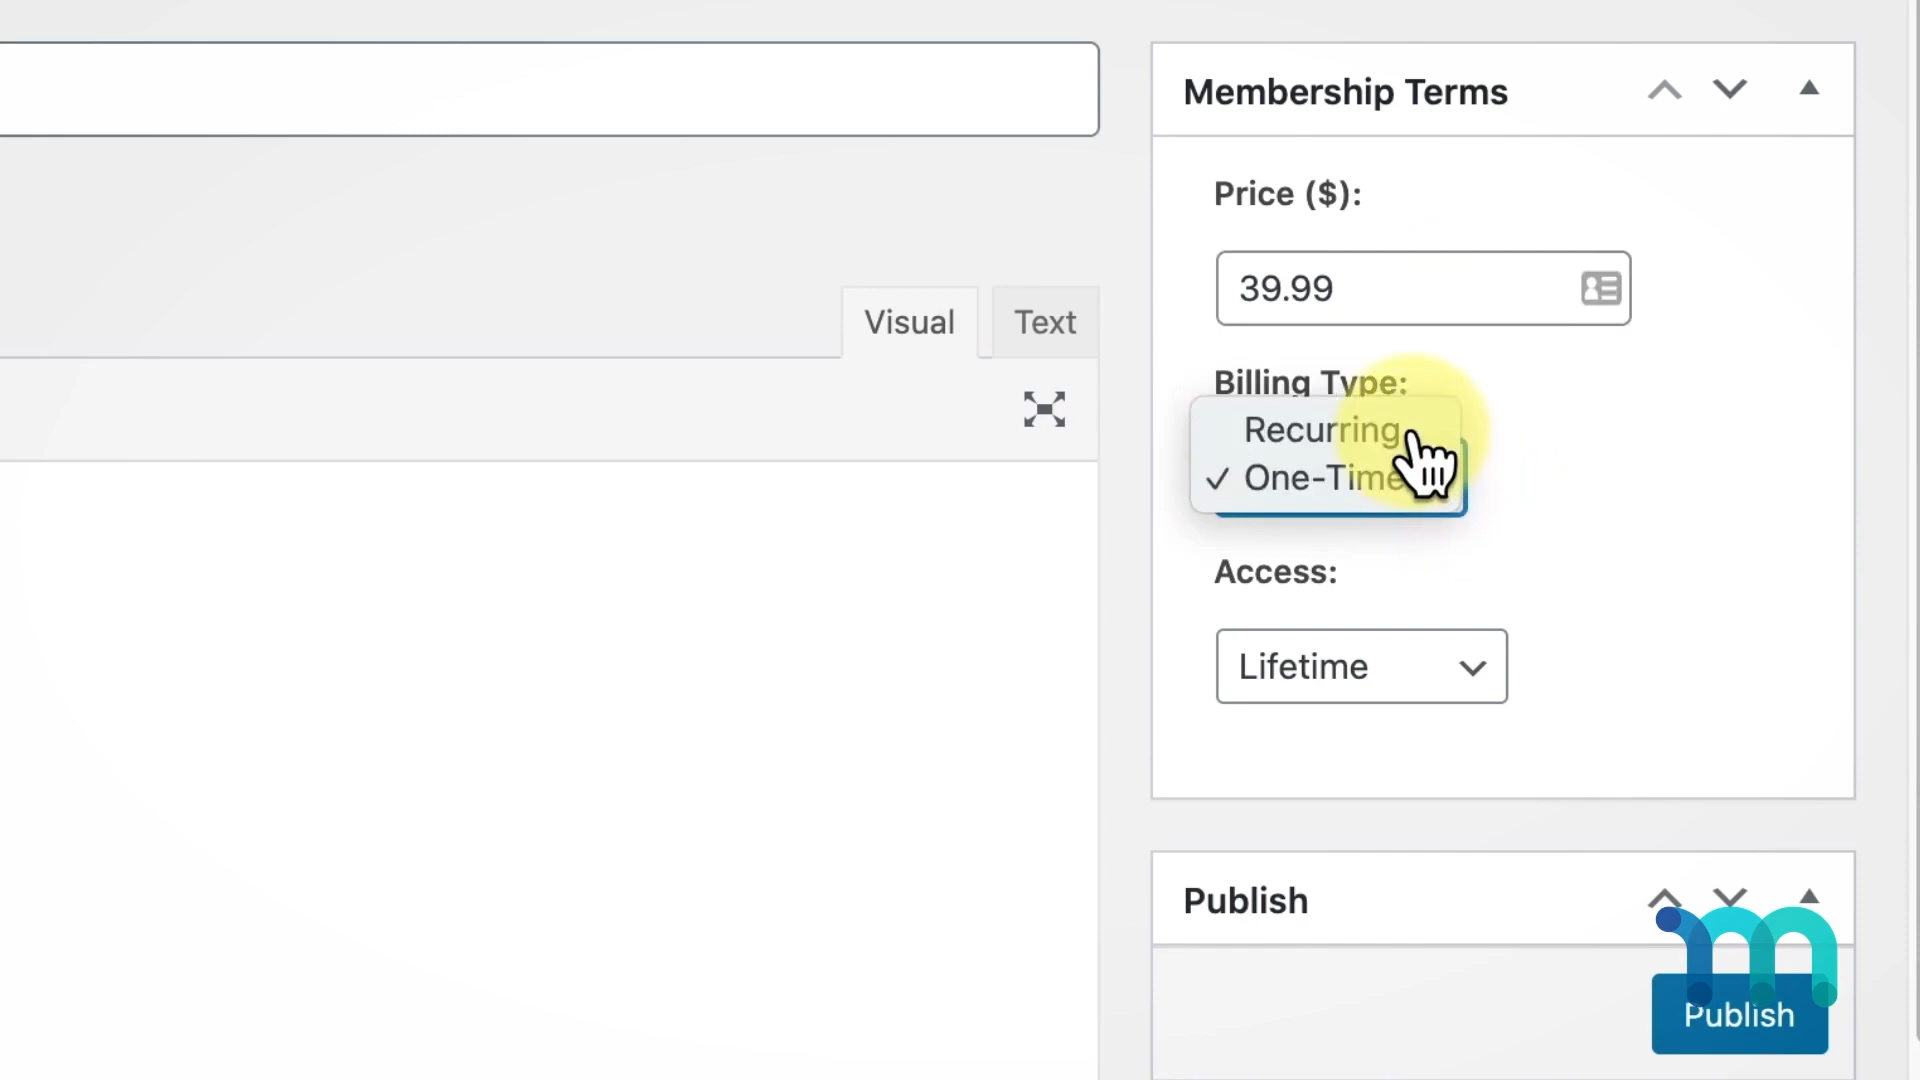 Membership Terms
Price ($):
39.99
Visual
Text
Billing Type:
Recurring
✓ One-Time
Access:
Lifetime
Publish
Publish